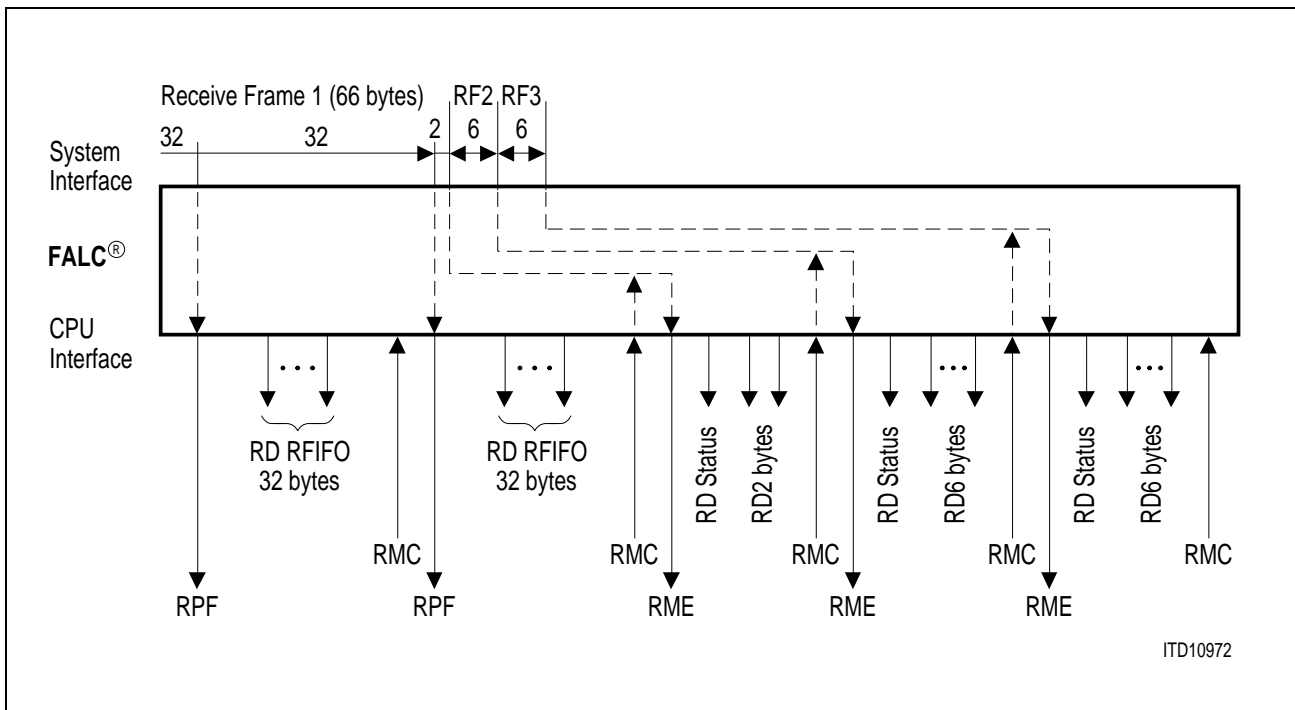 Receive Frame 1 (66 bytes) RF2 RF3
32 32 2 6 6
System
Interface
FALC®
CPU
Interface
RD RFIFO
32 bytes
RD RFIFO
32 bytes
RD Status
RD2 bytes
RD Status
RD6 bytes
RD Status
RD6 bytes
RMC RMC RMC RMC RMC
RPF RPF RME RME RME
ITD10972